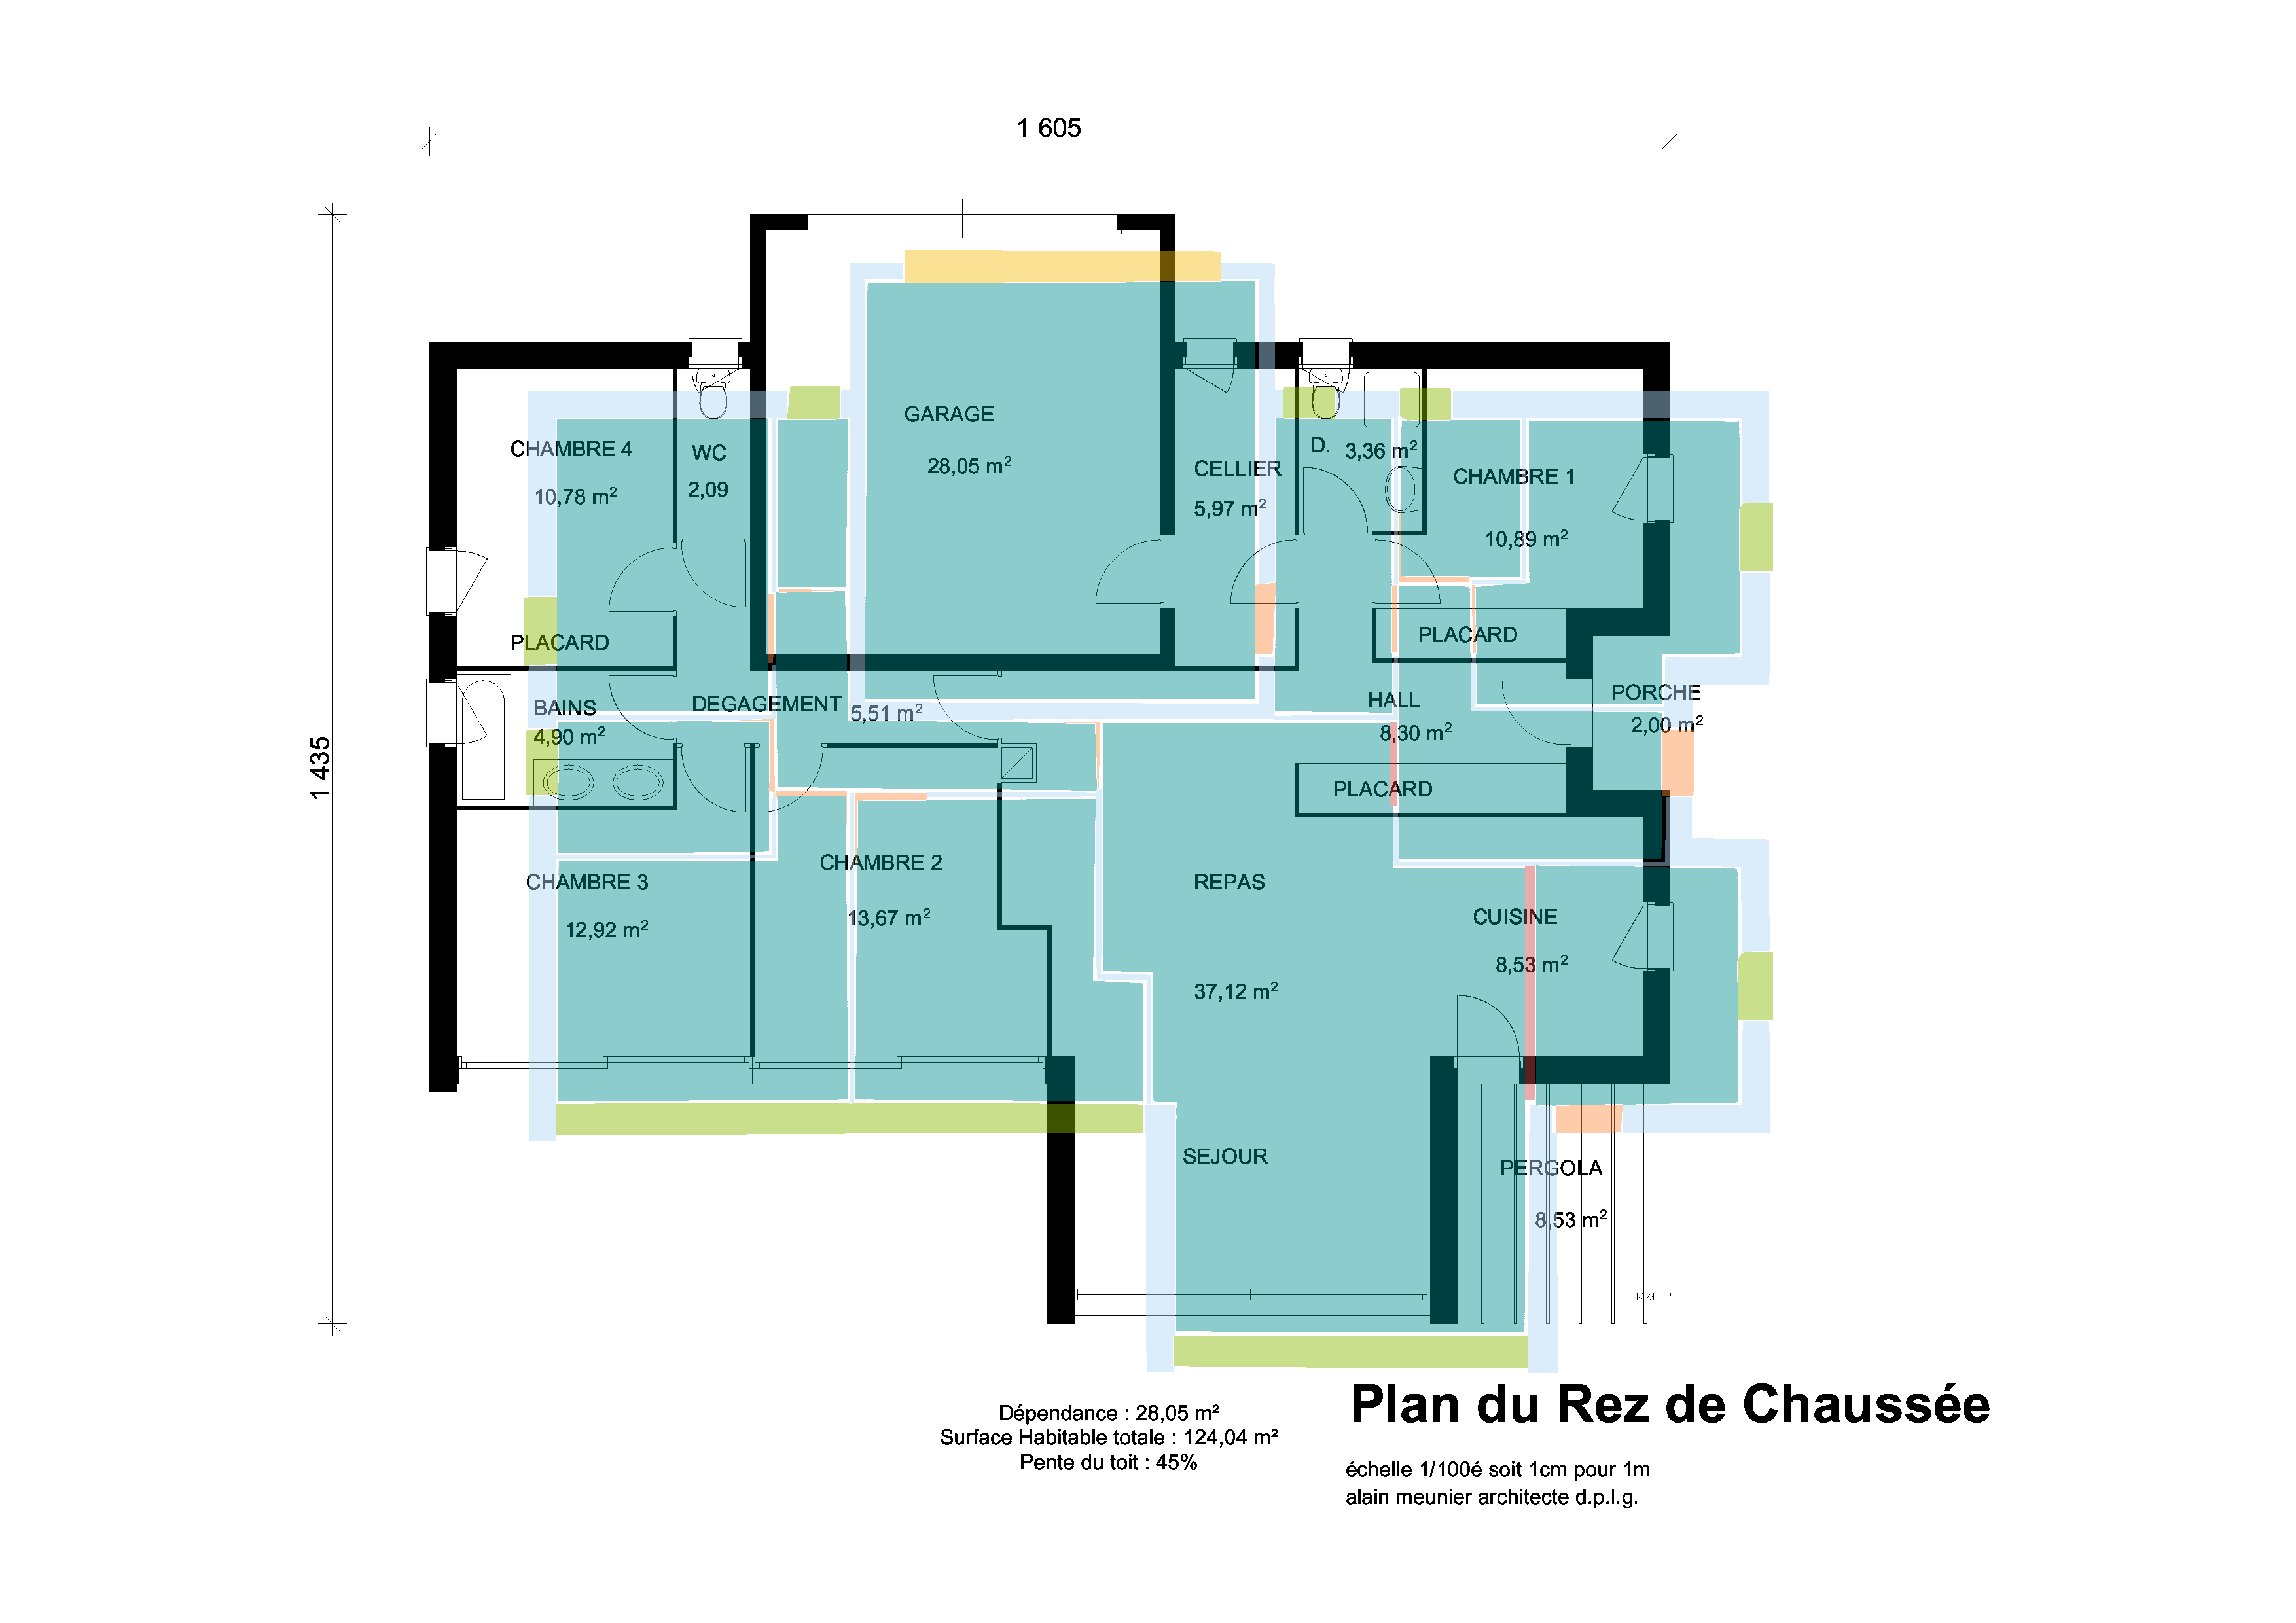 1 605
1 435
GARAGE
28,05 m²
CHAMBRE 4
10,78 m²
WC
2,09
CELLIER
5,97 m²
D.
3,36 m²
CHAMBRE 1
10,89 m²
PLACARD
PLACARD
BAINS
4,90 m²
DEGAGEMENT
5,51 m²
HALL
8,30 m²
PORCHE
2,00 m²
PLACARD
CHAMBRE 3
12,92 m²
CHAMBRE 2
13,67 m²
REPAS
37,12 m²
CUISINE
8,53 m²
SEJOUR
PERGOLA
8,53 m²
Plan du Rez de Chaussée
Dépendance : 28,05 m²
Surface Habitable totale : 124,04 m²
Pente du toit : 45%
échelle 1/100é soit 1cm pour 1m
alain meunier architecte d.p.l.g.